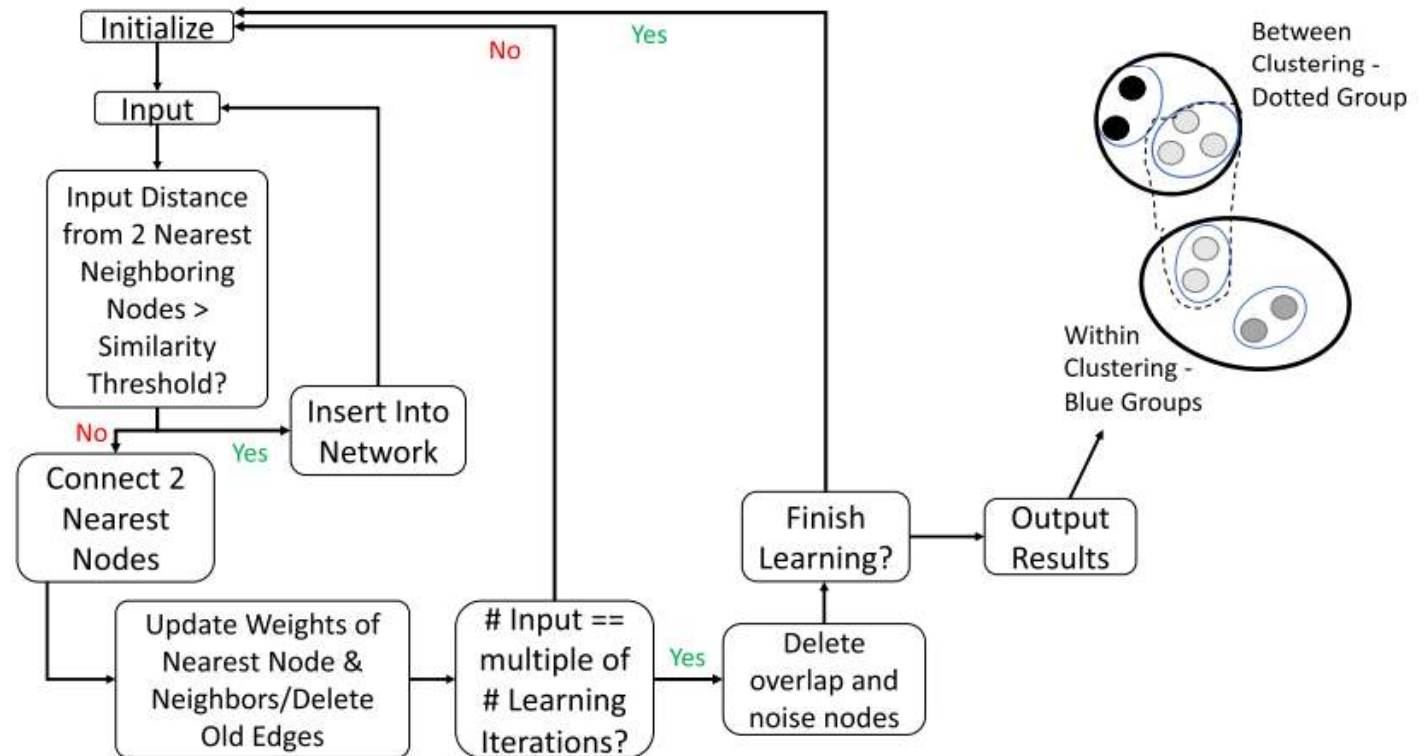 Initialize
No
Yes
Between
Clustering -
Dotted Group
Input
Input Distance
from 2 Nearest
Neighboring
Nodes >
Similarity
Threshold?
No
Yes
Insert Into
Network
Within
Clustering -
Blue Groups
Connect 2
Nearest
Nodes
Update Weights of
Nearest Node &
Neighbors/Delete
Old Edges
# Input ==
multiple of
# Learning
Iterations?
Yes
Delete
overlap and
noise nodes
Finish
Learning?
Output
Results